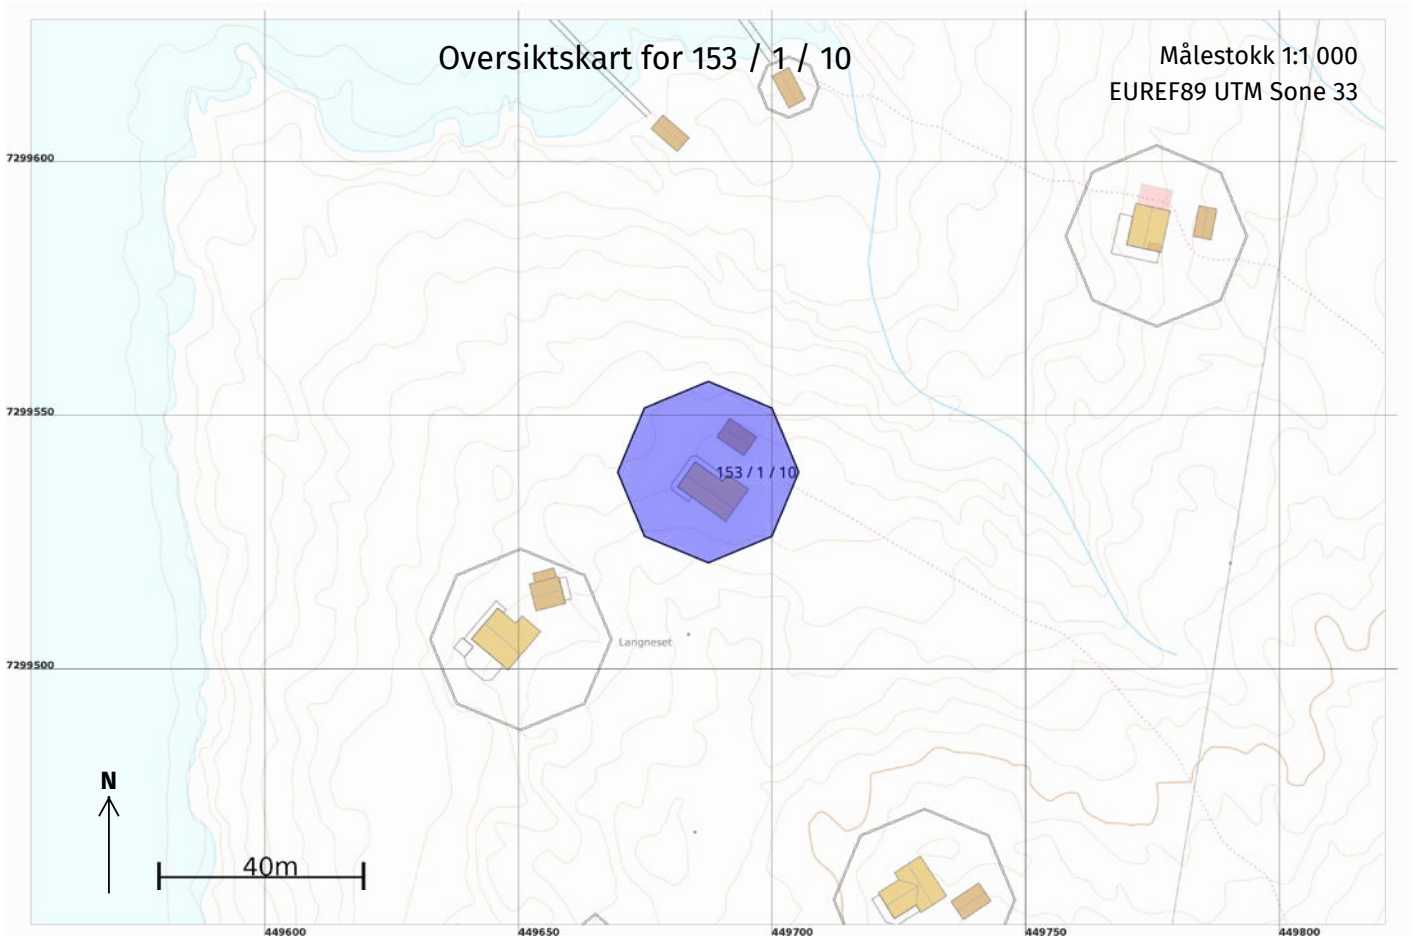 Oversiktskart for 153 / 1 / 10
Målestokk 1:1 000
EUREF89 UTM Sone 33
7299600
7299550
153 / 1 / 10
Langneset
7299500
N
40m
449600
449650
449700
449750
449800